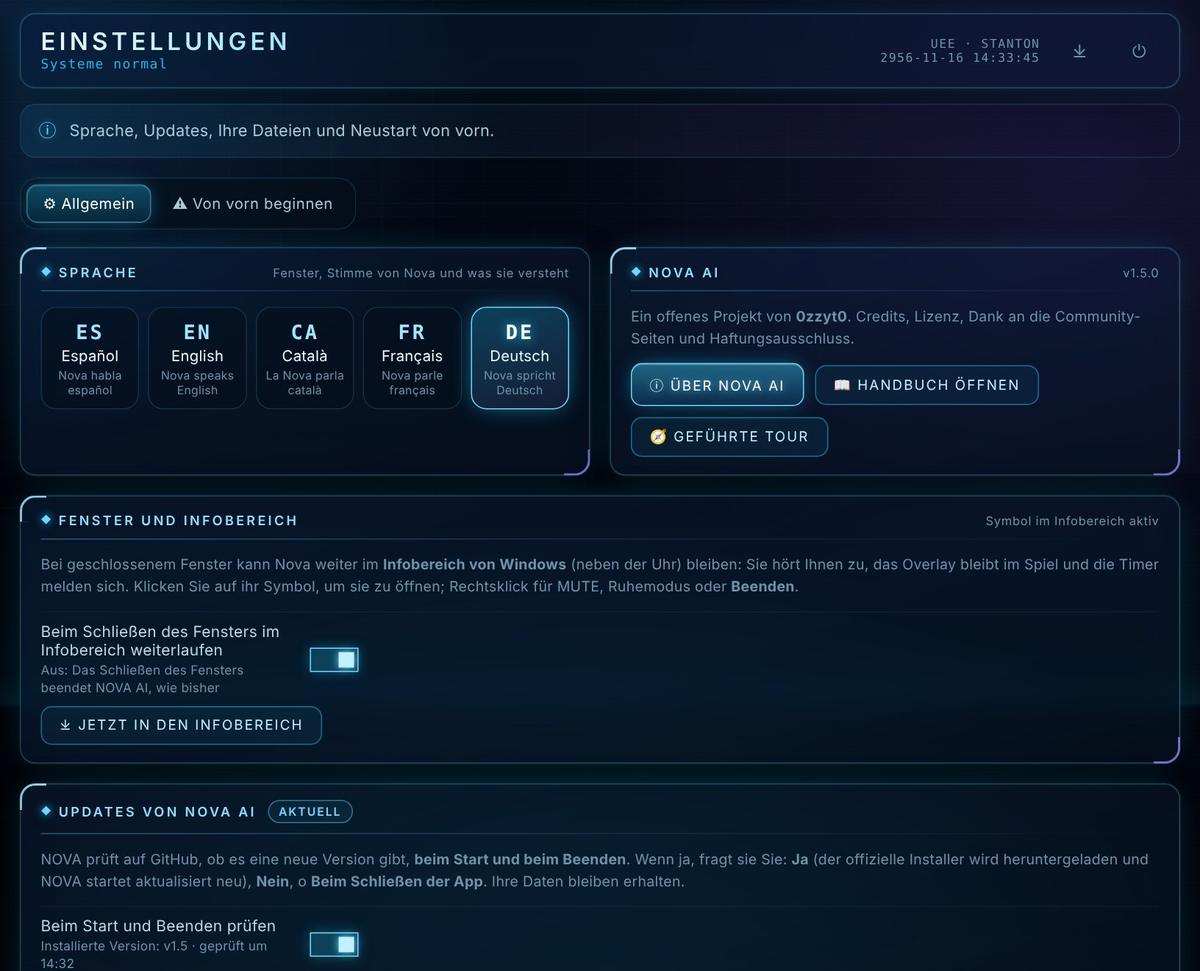 EINSTELLUNGEN
Systeme normal
UEE · STANTON
2956-11-16 14:33:45
Sprache, Updates, Ihre Dateien und Neustart von vorn.
Allgemein
Von vorn beginnen
SPRACHE
Fenster, Stimme von Nova und was sie versteht
ES
Español
Nova habla
español
EN
English
Nova speaks
English
CA
Català
La Nova parla
català
FR
Français
Nova parle
français
DE
Deutsch
Nova spricht
Deutsch
NOVA AI
v1.5.0
Ein offenes Projekt von 0zzyt0. Credits, Lizenz, Dank an die Community-
Seiten und Haftungsausschluss.
ÜBER NOVA AI
HANDBUCH ÖFFNEN
GEFÜHRTE TOUR
FENSTER UND INFOBEREICH
Symbol im Infobereich aktiv
Bei geschlossenem Fenster kann Nova weiter im Infobereich von Windows (neben der Uhr) bleiben: Sie hört Ihnen zu, das Overlay bleibt im Spiel und die Timer
melden sich. Klicken Sie auf ihr Symbol, um sie zu öffnen; Rechtsklick für MUTE, Ruhemodus oder Beenden.
Beim Schließen des Fensters im
Infobereich weiterlaufen
Aus: Das Schließen des Fensters
beendet NOVA AI, wie bisher
JETZT IN DEN INFOBEREICH
UPDATES VON NOVA AI
AKTUELL
NOVA prüft auf GitHub, ob es eine neue Version gibt, beim Start und beim Beenden. Wenn ja, fragt sie Sie: Ja (der offizielle Installer wird heruntergeladen und
NOVA startet aktualisiert neu), Nein, o Beim Schließen der App. Ihre Daten bleiben erhalten.
Beim Start und Beenden prüfen
Installierte Version: v1.5 · geprüft um
14:32